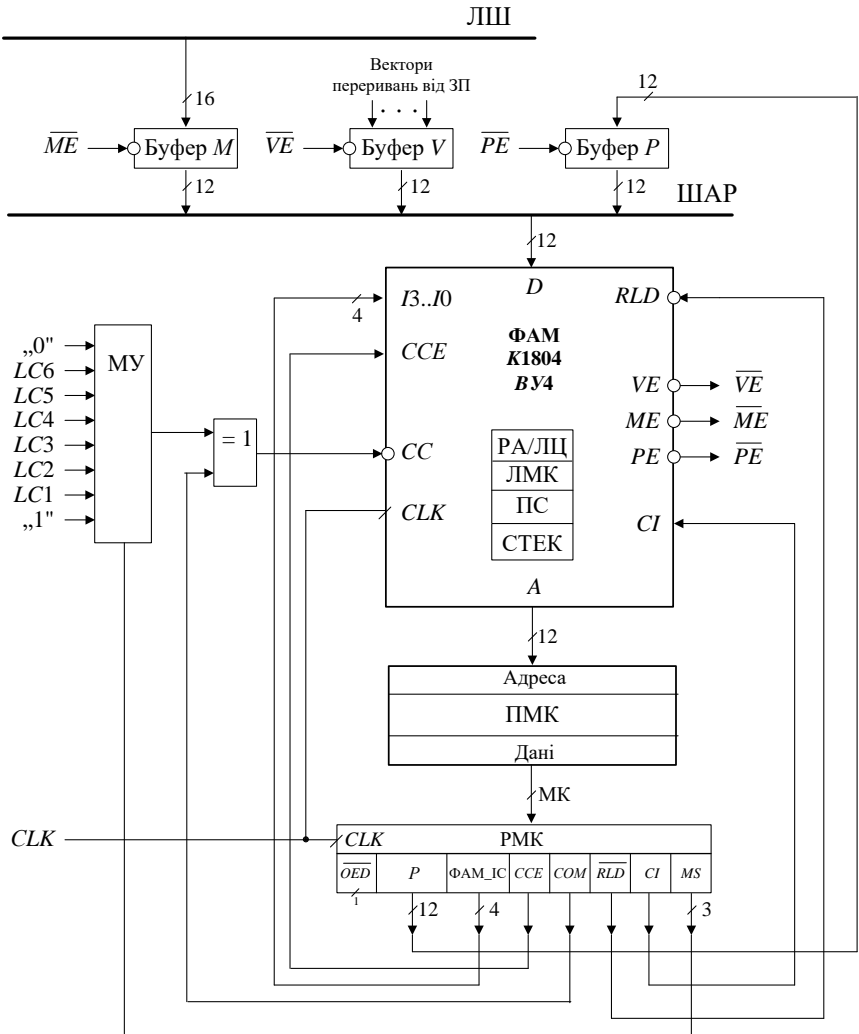 ЛШ
Вектори
переривань від ЗП
. . .
16
12
ME
Буфер M
VE
Буфер V
PE
Буфер P
12
12
12
ШАР
12
D
I3..I0
RLD
4
ФАМ
К1804
ВУ4
„0"
МУ
CCE
LC6
LC5
VE
VE
LC4
= 1
ME
ME
LC3
CC
РА/ЛЦ
PE
PE
LC2
ЛМК
LC1
CLK
ПС
CI
„1"
СТЕК
A
12
Адреса
ПМК
Дані
МК
CLK
CLK
РМК
OED
P
ФАМ_IC
CCE
COM
RLD
CI
MS
1
12
4
3